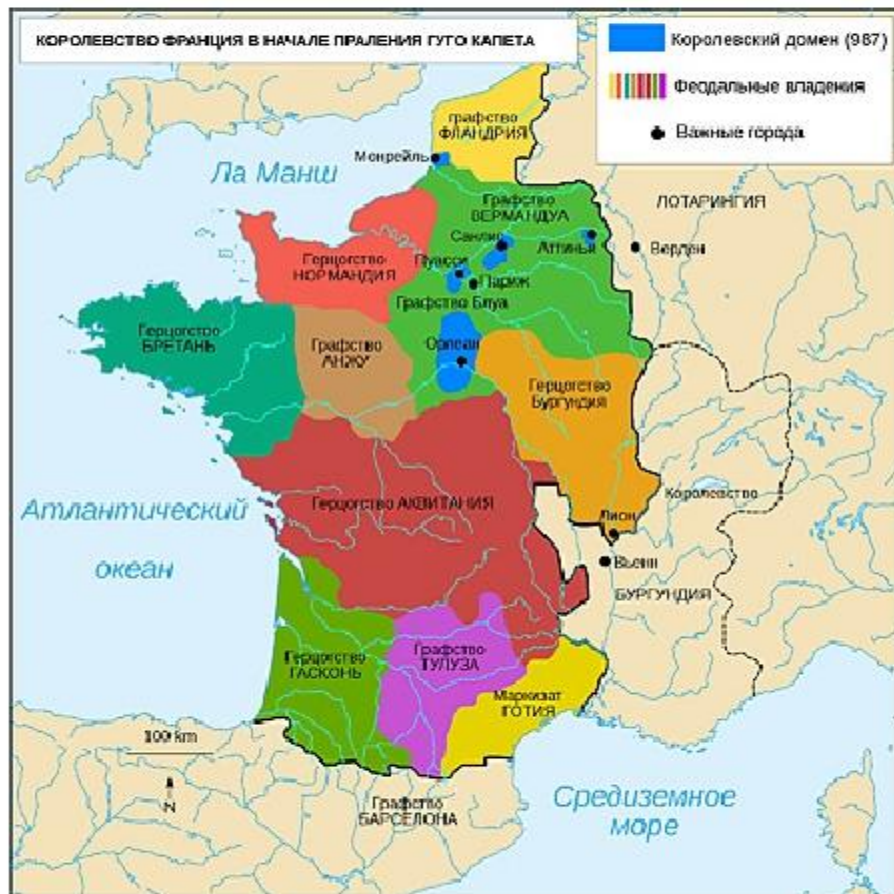 КОРОЛЕВСТВО ФРАНЦИЯ В НАЧАЛЕ ПРАЛЕНИЯ ГУГО КАПЕТА
Королевский домен (987)
Феодальные владения
Важные города
графство
ФЛАНДРИЯ
Монрейль
Ла Манш
Графство
ВЕРМАНДУА
ЛОТАРИНГИЯ
Санлис
Аттиньи
Верден
Герцогство
НОРМАНДИЯ
Пуасси
Париж
Графство Блуа
Герцогство
БРЕТАНЬ
Графство
АНЖУ
Орлеан
Герцогство
Бургундия
Герцогство АКВИТАНИЯ
Королевство
Атлантический
океан
Лион
Вьенн
БУРГУНДИЯ
Герцогство
ГАСКОНЬ
Графство
ТУЛУЗА
Маркизат
ГОТИЯ
100 km
N
Графство
БАРСЕЛОНА
Средиземное
море